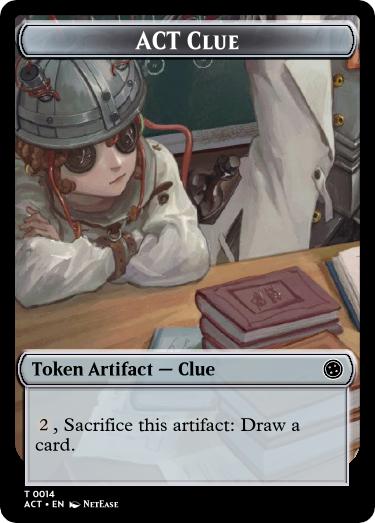 ACT Clue
Token Artifact — Clue
2 , Sacrifice this artifact: Draw a
card.
T 0014
ACT • EN NetEase